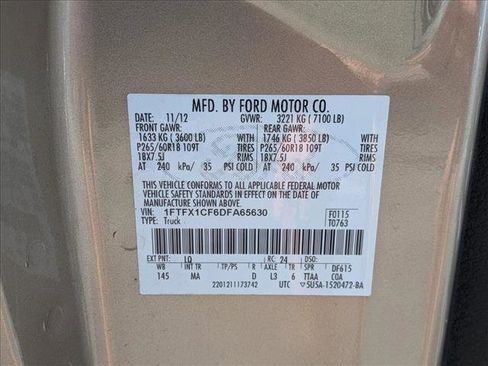 MFD. BY FORD MOTOR CO.
DATE: 11/12 GVWR: 3221 KG ( 7100 LB)
FRONT GAWR: REAR GAWR:
1633 KG ( 3600 LB) WITH 1746 KG ( 3850 LB) WITH
P265/60R18 109T TIRES P265/60R18 109T TIRES
18X7.5J RIMS 18X7.5J RIMS
AT 240 kPa/ 35 PSI COLD AT 240 kPa/ 35 PSI COLD
THIS VEHICLE CONFORMS TO ALL APPLICABLE FEDERAL MOTOR
VEHICLE SAFETY STANDARDS IN EFFECT ON THE DATE OF
MANUFACTURE SHOWN ABOVE.
VIN: 1FTFX1CF6DFA65630 F0115
TYPE: Truck T0763
EXT PNT: LQ RC: 24 DSO:
WB INT TR TP/PS R AXLE TR SPR DF615
145 MA D L3 6 TTAA COA
2201211173742 UTC 5U5A-1520472-BA